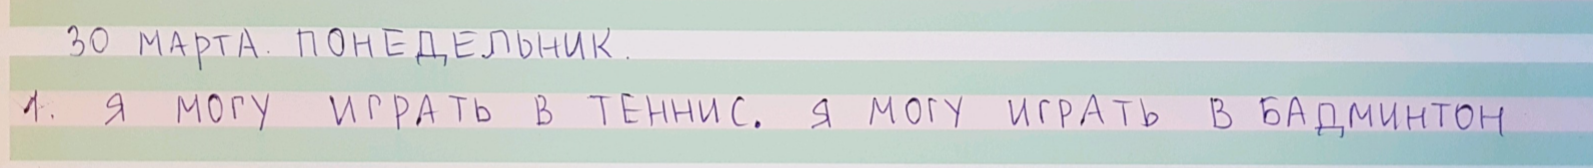 30 МАРТА. ПОНЕДЕЛЬНИК.
1. Я МОГУ ИГРАТЬ В ТЕННИС. Я МОГУ ИГРАТЬ В БАДМИНТОН